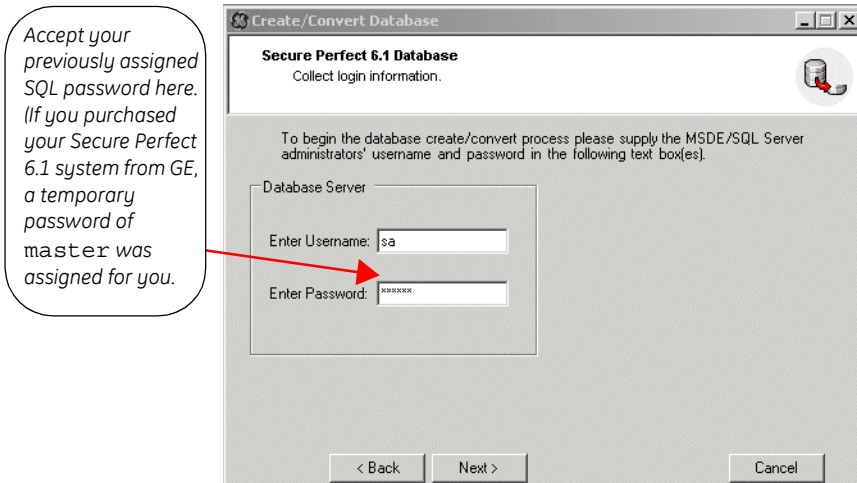 Accept your
previously assigned
SQL password here.
(If you purchased
your Secure Perfect
6.1 system from GE,
a temporary
password of
master was
assigned for you.
Create/Convert Database
Secure Perfect 6.1 Database
Collect login information.
To begin the database create/convert process please supply the MSDE/SQL Server
administrators' username and password in the following text box(es).
Database Server
Enter Username: sa
Enter Password: ××××××
< Back Next > Cancel